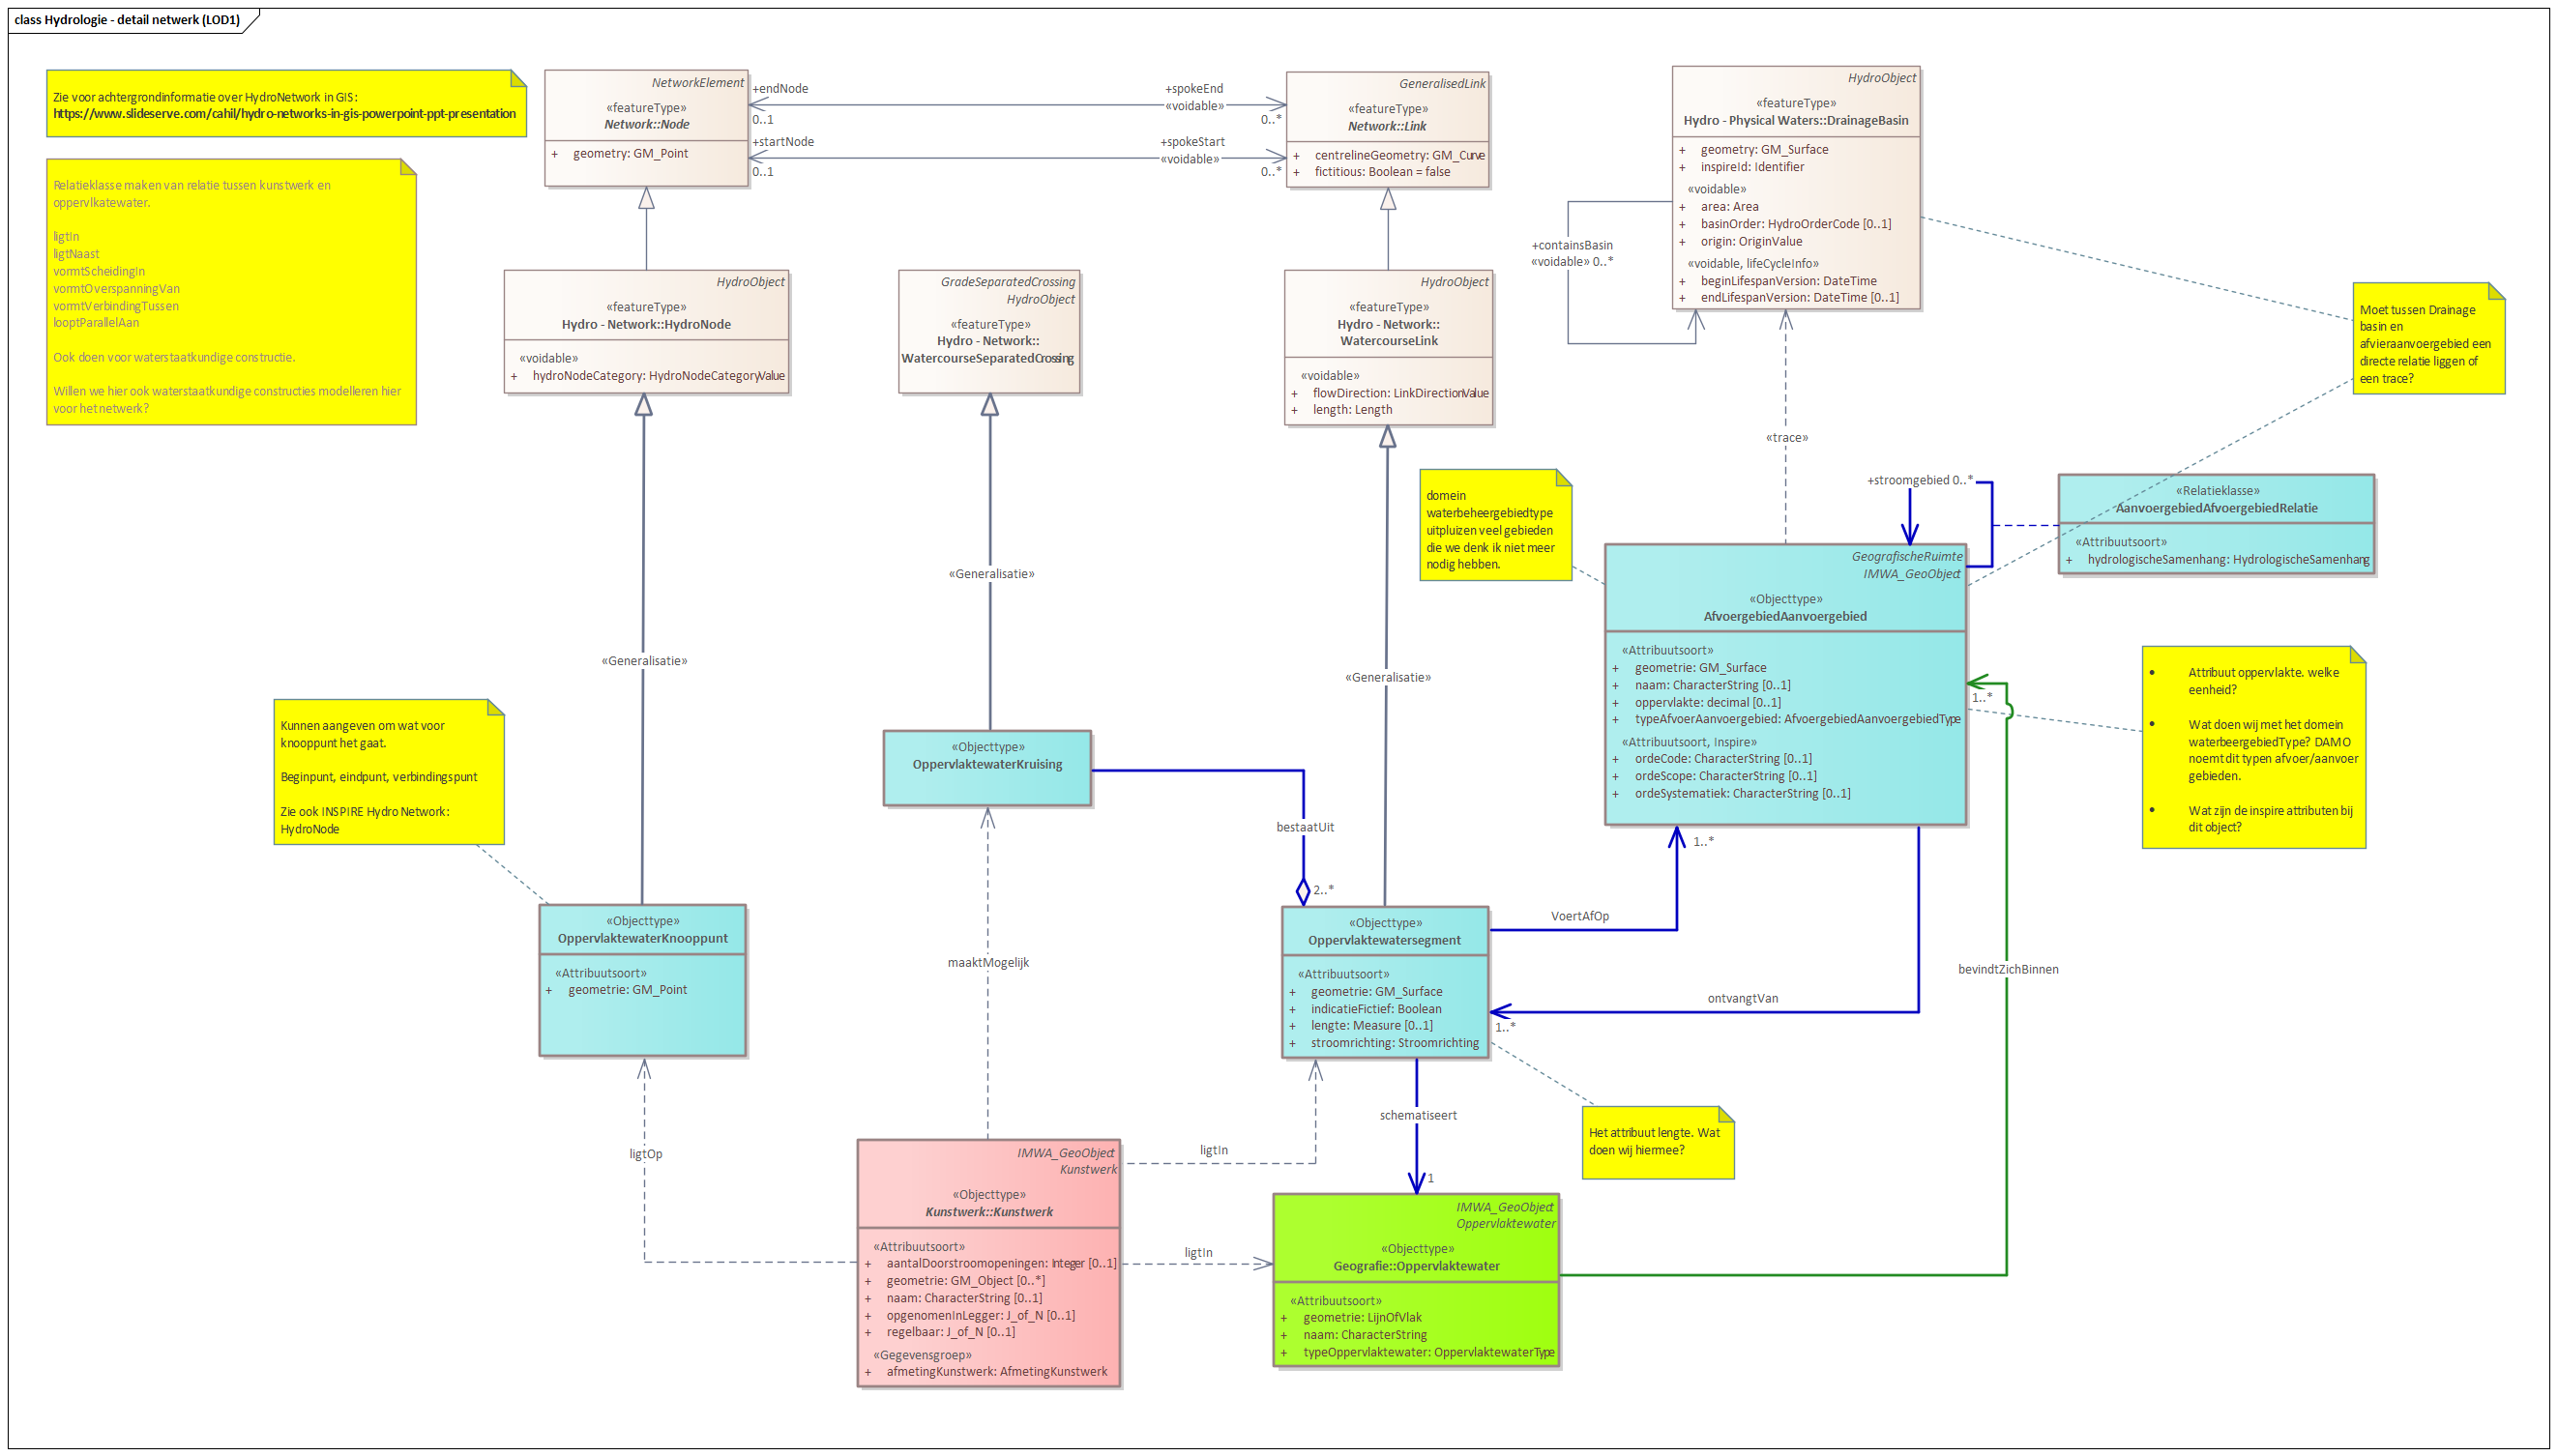 class Hydrologie - detail netwerk (LOD1)
Zie voor achtergrondinformatie over HydroNetwork in GIS:
https://www.slideserve.com/cahil/hydro-networks-in-gis-powerpoint-ppt-presentation
Relatieklasse maken van relatie tussen kunstwerk en
oppervlkatewater.
ligtIn
ligtNaast
vormtScheidingIn
vormtOverspanningVan
vormtVerbindingTussen
looptParallelAan
Ook doen voor waterstaatkundige constructie.
Willen we hier ook waterstaatkundige constructies modelleren hier
voor het netwerk?
NetworkElement
«featureType»
Network::Node
+ geometry: GM_Point
+endNode
0..1
+spokeEnd
«voidable»
0..*
+startNode
0..1
+spokeStart
«voidable»
0..*
GeneralisedLink
«featureType»
Network::Link
+ centrelineGeometry: GM_Curve
+ fictitious: Boolean = false
HydroObject
«featureType»
Hydro - Physical Waters::DrainageBasin
+ geometry: GM_Surface
+ inspireId: Identifier
«voidable»
+ area: Area
+ basinOrder: HydroOrderCode [0..1]
+ origin: OriginValue
«voidable, lifeCycleInfo»
+ beginLifespanVersion: DateTime
+ endLifespanVersion: DateTime [0..1]
+containsBasin
«voidable» 0..*
HydroObject
«featureType»
Hydro - Network::HydroNode
«voidable»
+ hydroNodeCategory: HydroNodeCategoryValue
GradeSeparatedCrossing
HydroObject
«featureType»
Hydro - Network::
WatercourseSeparatedCrossing
HydroObject
«featureType»
Hydro - Network::
WatercourseLink
«voidable»
+ flowDirection: LinkDirectionValue
+ length: Length
Moet tussen Drainage
basin en
afvieraanvoergebied een
directe relatie liggen of
een trace?
«trace»
domein
waterbeheergebiedtype
uitpluizen veel gebieden
die we denk ik niet meer
nodig hebben.
+stroomgebied 0..*
«Relatieklasse»
AanvoergebiedAfvoergebiedRelatie
«Attribuutsoort»
+ hydrologischeSamenhang: HydrologischeSamenhang
GeografischeRuimte
IMWA_GeoObject
«Objecttype»
AfvoergebiedAanvoergebied
«Attribuutsoort»
+ geometrie: GM_Surface
+ naam: CharacterString [0..1]
+ oppervlakte: decimal [0..1]
+ typeAfvoerAanvoergebied: AfvoergebiedAanvoergebiedType
«Attribuutsoort, Inspire»
+ ordeCode: CharacterString [0..1]
+ ordeScope: CharacterString [0..1]
+ ordeSystematiek: CharacterString [0..1]
1..*
• Attribuut oppervlakte. welke
eenheid?
• Wat doen wij met het domein
waterbeergebiedType? DAMO
noemt dit typen afvoer/aanvoer
gebieden.
• Wat zijn de inspire attributen bij
dit object?
«Generalisatie»
«Generalisatie»
«Generalisatie»
Kunnen aangeven om wat voor
knooppunt het gaat.
Beginpunt, eindpunt, verbindingspunt
Zie ook INSPIRE Hydro Network:
HydroNode
«Objecttype»
OppervlaktewaterKruising
bestaatUit
2..*
1..*
VoertAfOp
«Objecttype»
OppervlaktewaterKnooppunt
«Attribuutsoort»
+ geometrie: GM_Point
maaktMogelijk
«Objecttype»
Oppervlaktewatersegment
«Attribuutsoort»
+ geometrie: GM_Surface
+ indicatieFictief: Boolean
+ lengte: Measure [0..1]
+ stroomrichting: Stroomrichting
ontvangtVan
1..*
bevindtZichBinnen
schematiseert
1
Het attribuut lengte. Wat
doen wij hiermee?
ligtOp
ligtIn
ligtIn
IMWA_GeoObject
Kunstwerk
«Objecttype»
Kunstwerk::Kunstwerk
«Attribuutsoort»
+ aantalDoorstroomopeningen: Integer [0..1]
+ geometrie: GM_Object [0..*]
+ naam: CharacterString [0..1]
+ opgenomenInLegger: J_of_N [0..1]
+ regelbaar: J_of_N [0..1]
«Gegevensgroep»
+ afmetingKunstwerk: AfmetingKunstwerk
IMWA_GeoObject
Oppervlaktewater
«Objecttype»
Geografie::Oppervlaktewater
«Attribuutsoort»
+ geometrie: LijnOfVlak
+ naam: CharacterString
+ typeOppervlaktewater: OppervlaktewaterType